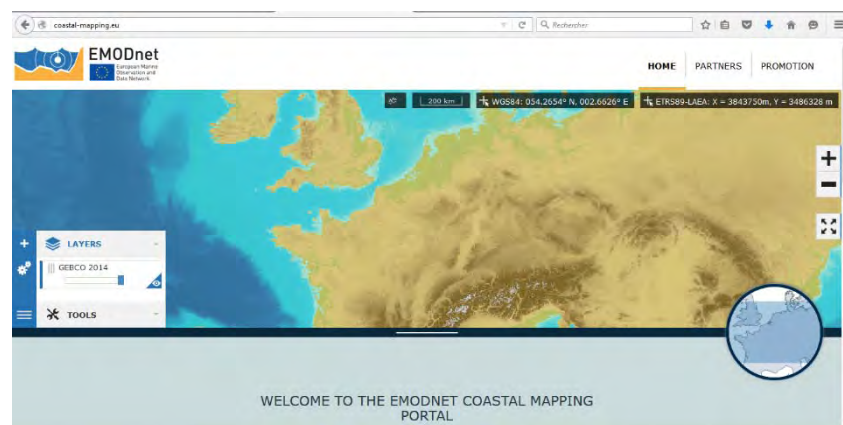 coastal-mapping.eu
Rechercher
EMODnet
European Marine
Observation and
Data Network
HOME PARTNERS PROMOTION
200 km WGS84: 054.2654° N, 002.6626° E ETRS89-LAEA: X = 3843750m, Y = 3486328 m
LAYERS
GEBCO 2014
TOOLS
WELCOME TO THE EMODNET COASTAL MAPPING
PORTAL